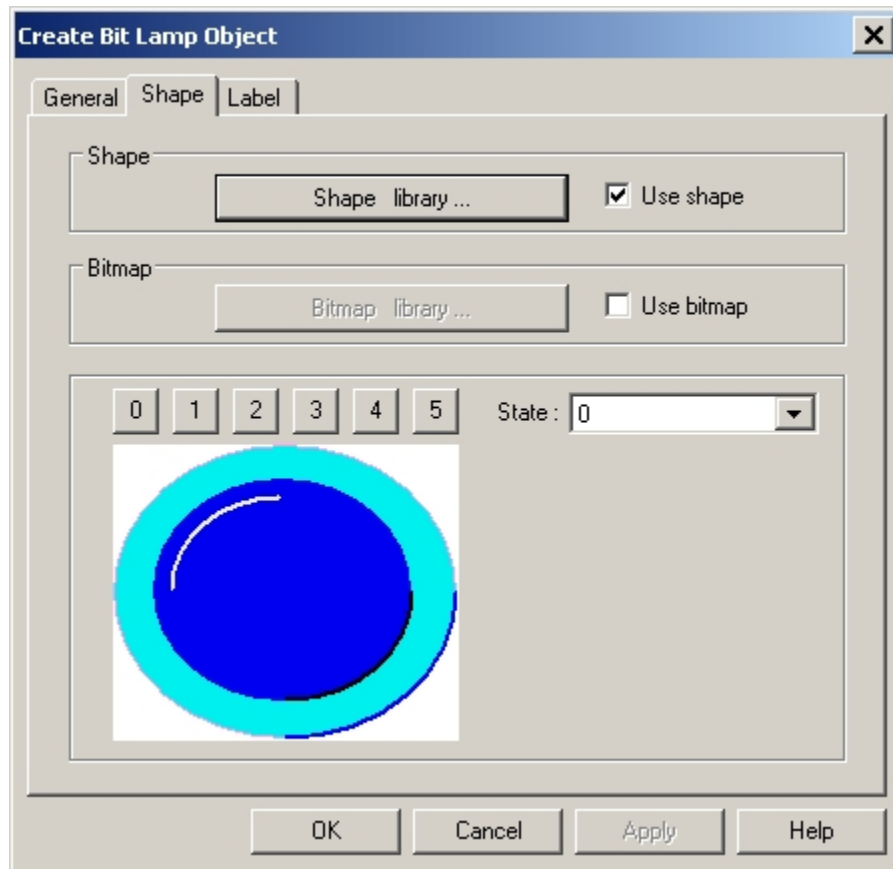 Create Bit Lamp Object
General Shape Label
Shape
Shape library ... Use shape
Bitmap
Bitmap library ... Use bitmap
0 1 2 3 4 5 State : 0
OK Cancel Apply Help